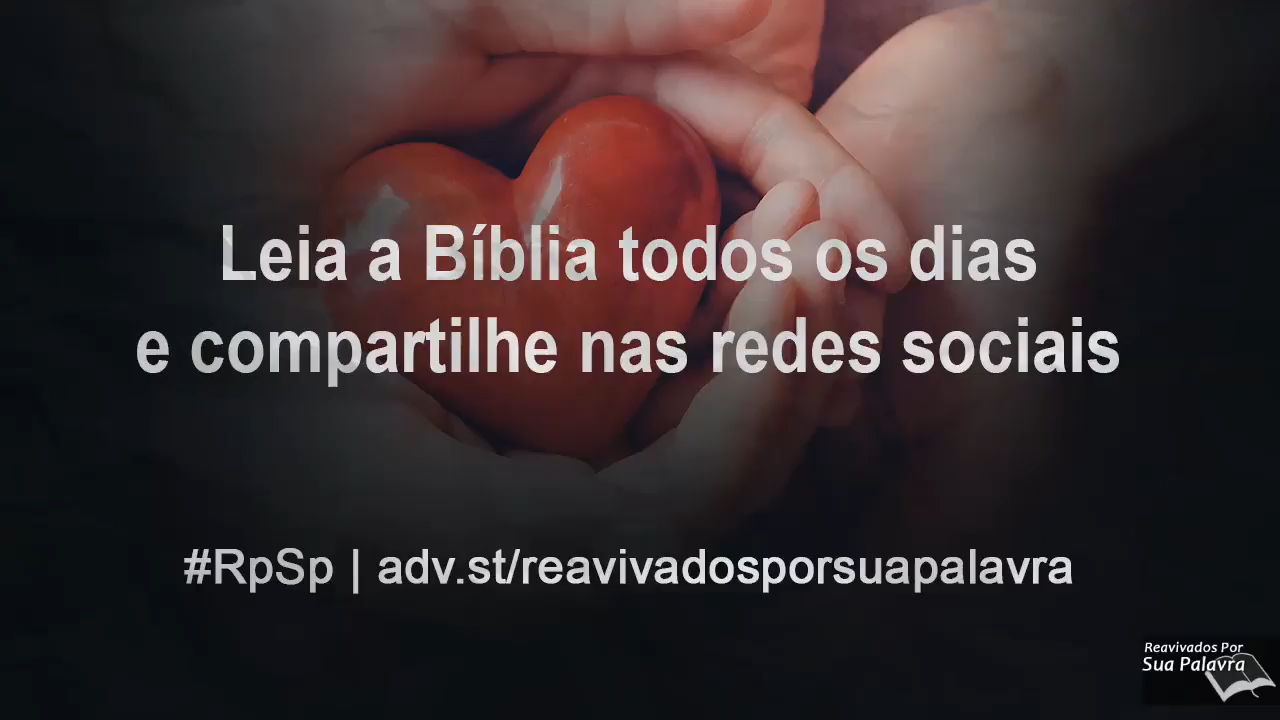 Leia a Bíblia todos os dias
e compartilhe nas redes sociais
#RpSp | adv.st/reavivadosporsuapalavra
Reavivados Por
Sua Palavra